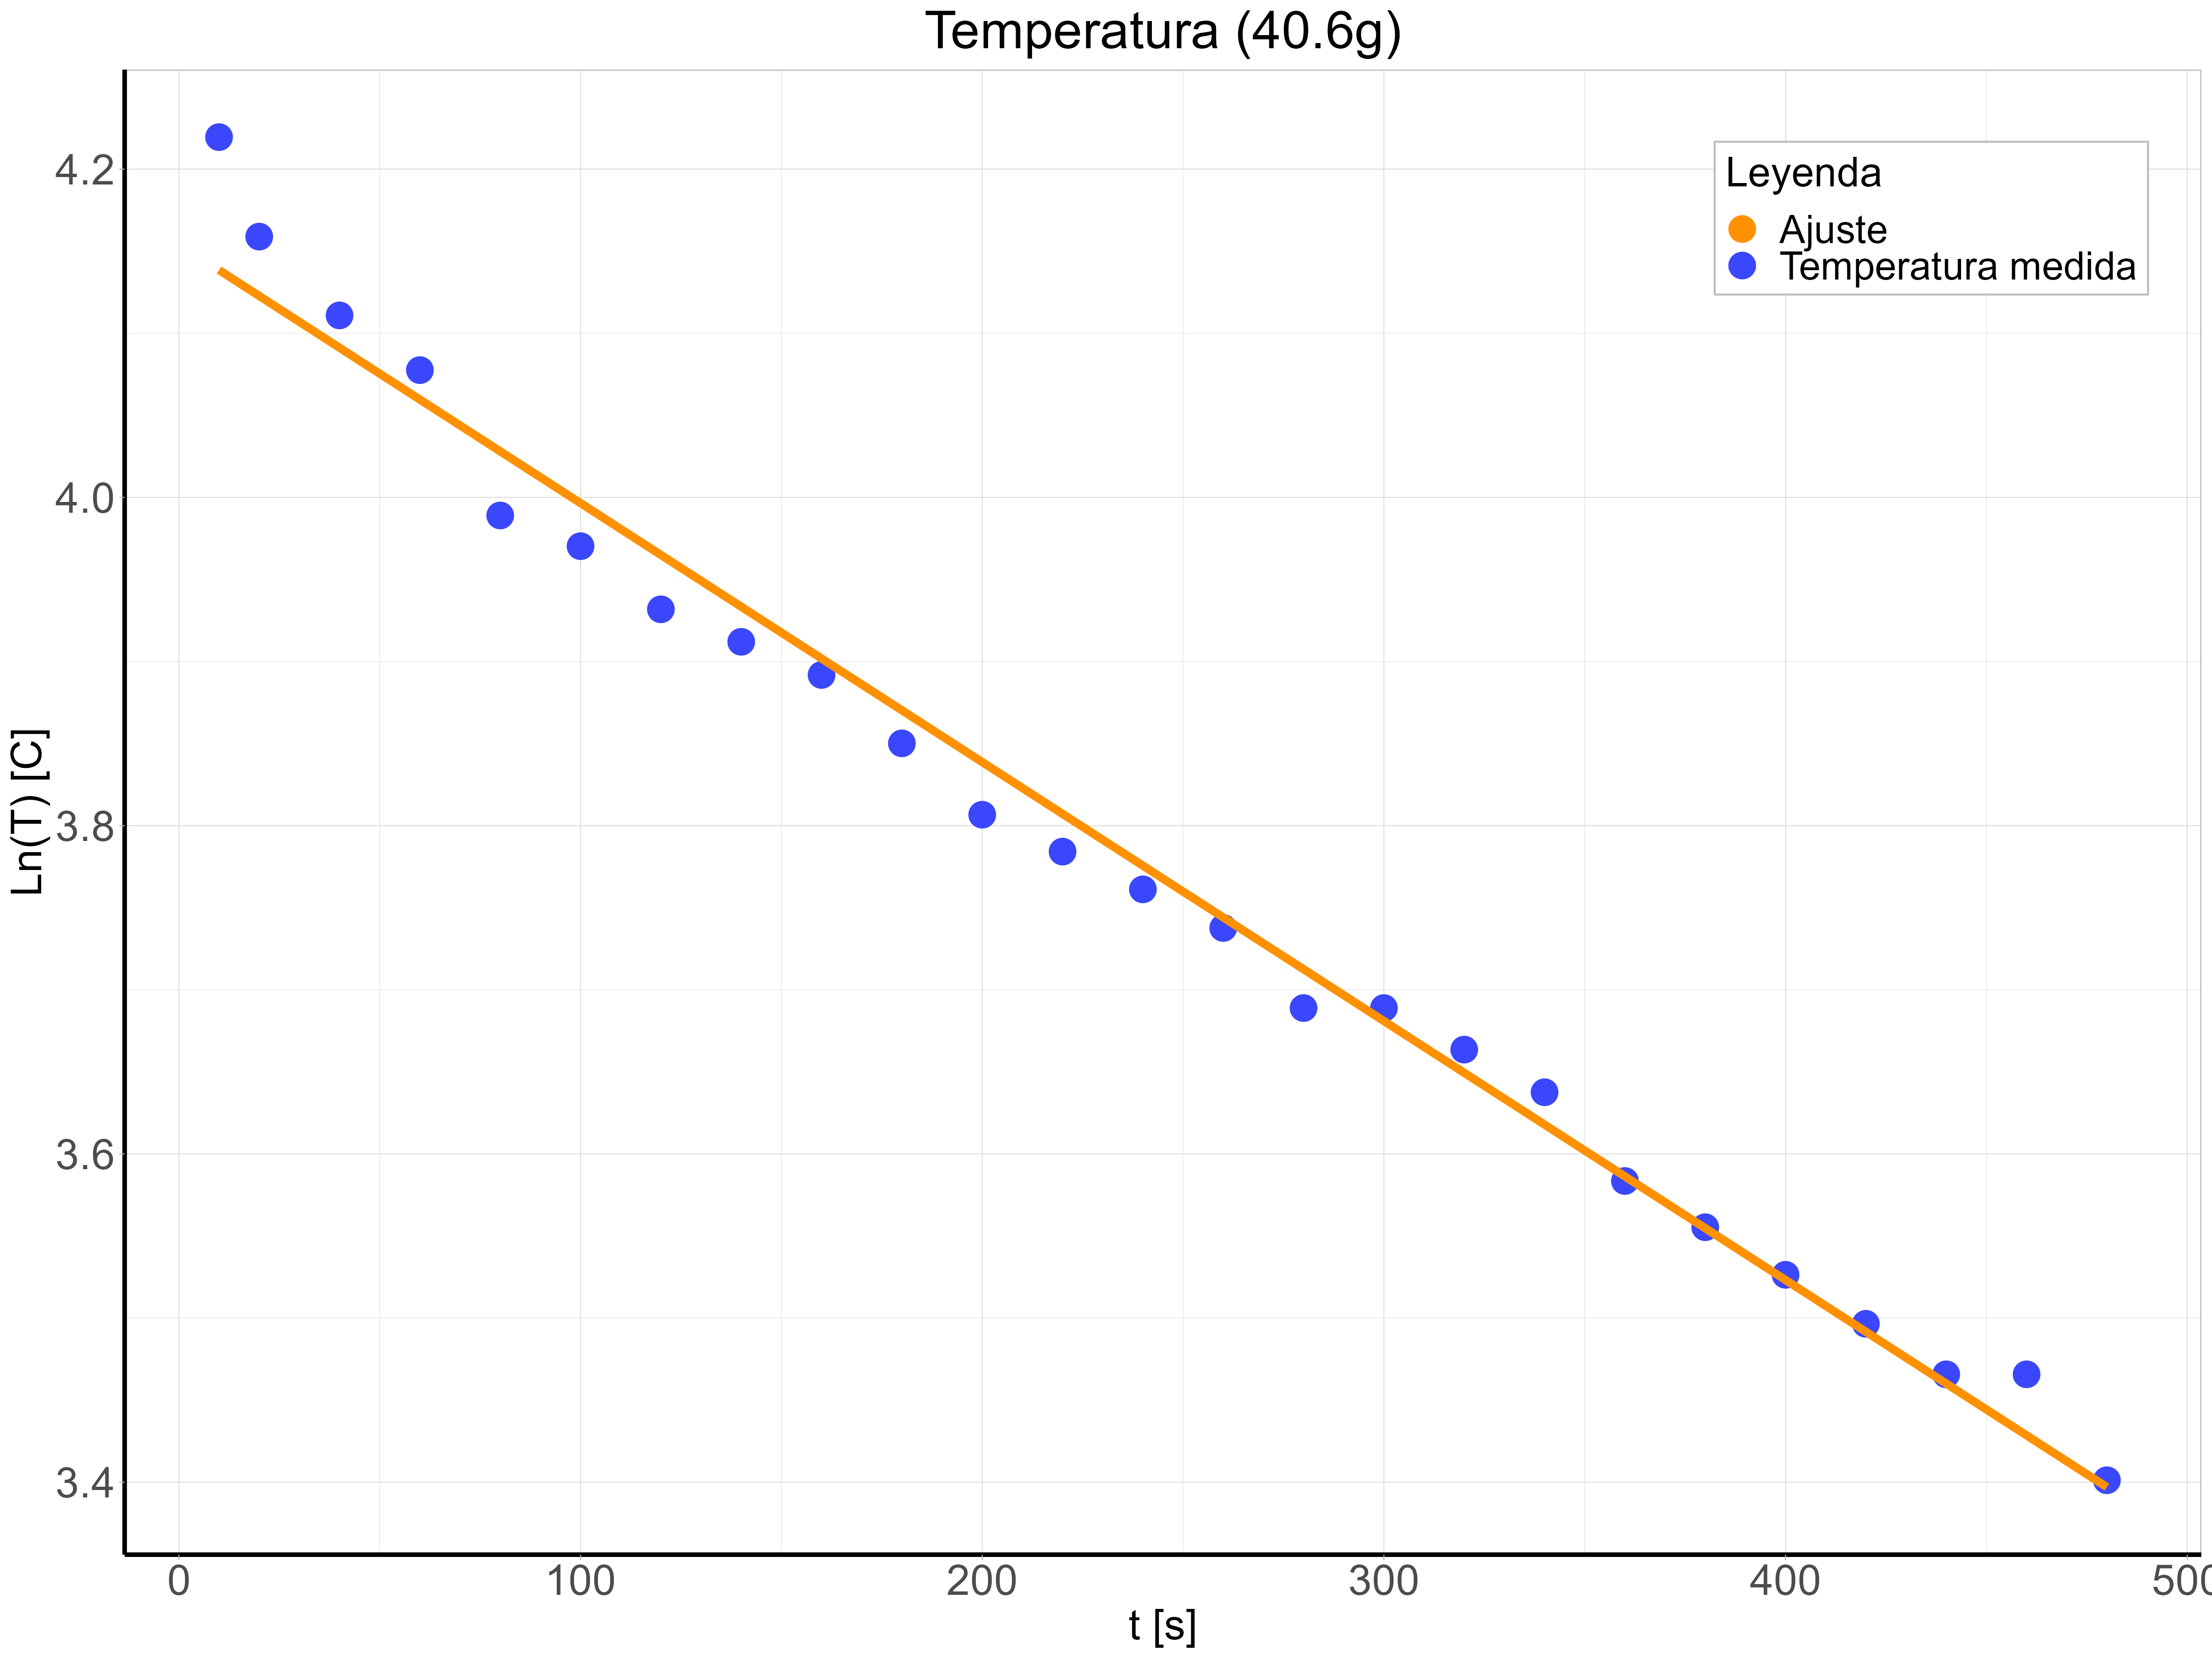 Temperatura (40.6g)
Leyenda
Ajuste
Temperatura medida
Ln(T) [C]
4.2
4.0
3.8
3.6
3.4
0 100 200 300 400 500
t [s]